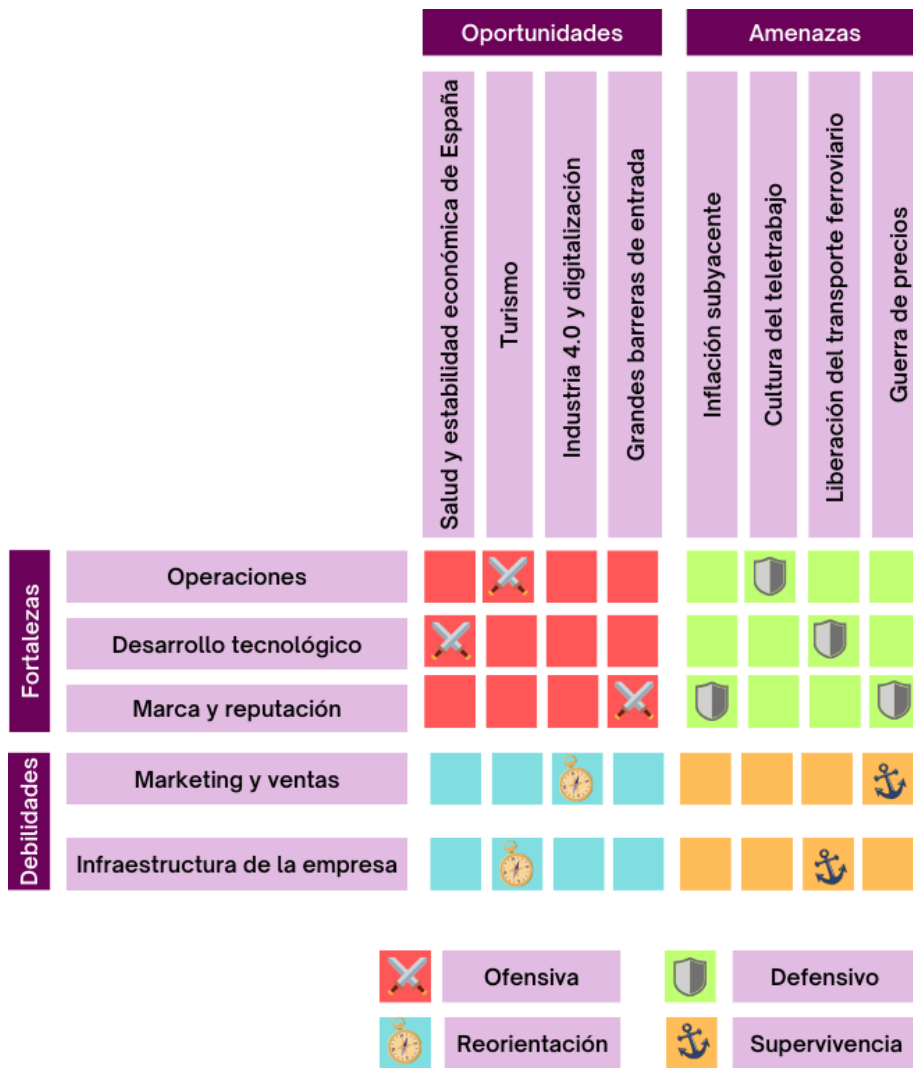 Oportunidades
Amenazas
Salud y estabilidad económica de España
Turismo
Industria 4.0 y digitalización
Grandes barreras de entrada
Inflación subyacente
Cultura del teletrabajo
Liberación del transporte ferroviario
Guerra de precios
Fortalezas
Operaciones
Desarrollo tecnológico
Marca y reputación
Debilidades
Marketing y ventas
Infraestructura de la empresa
Ofensiva
Defensivo
Reorientación
Supervivencia